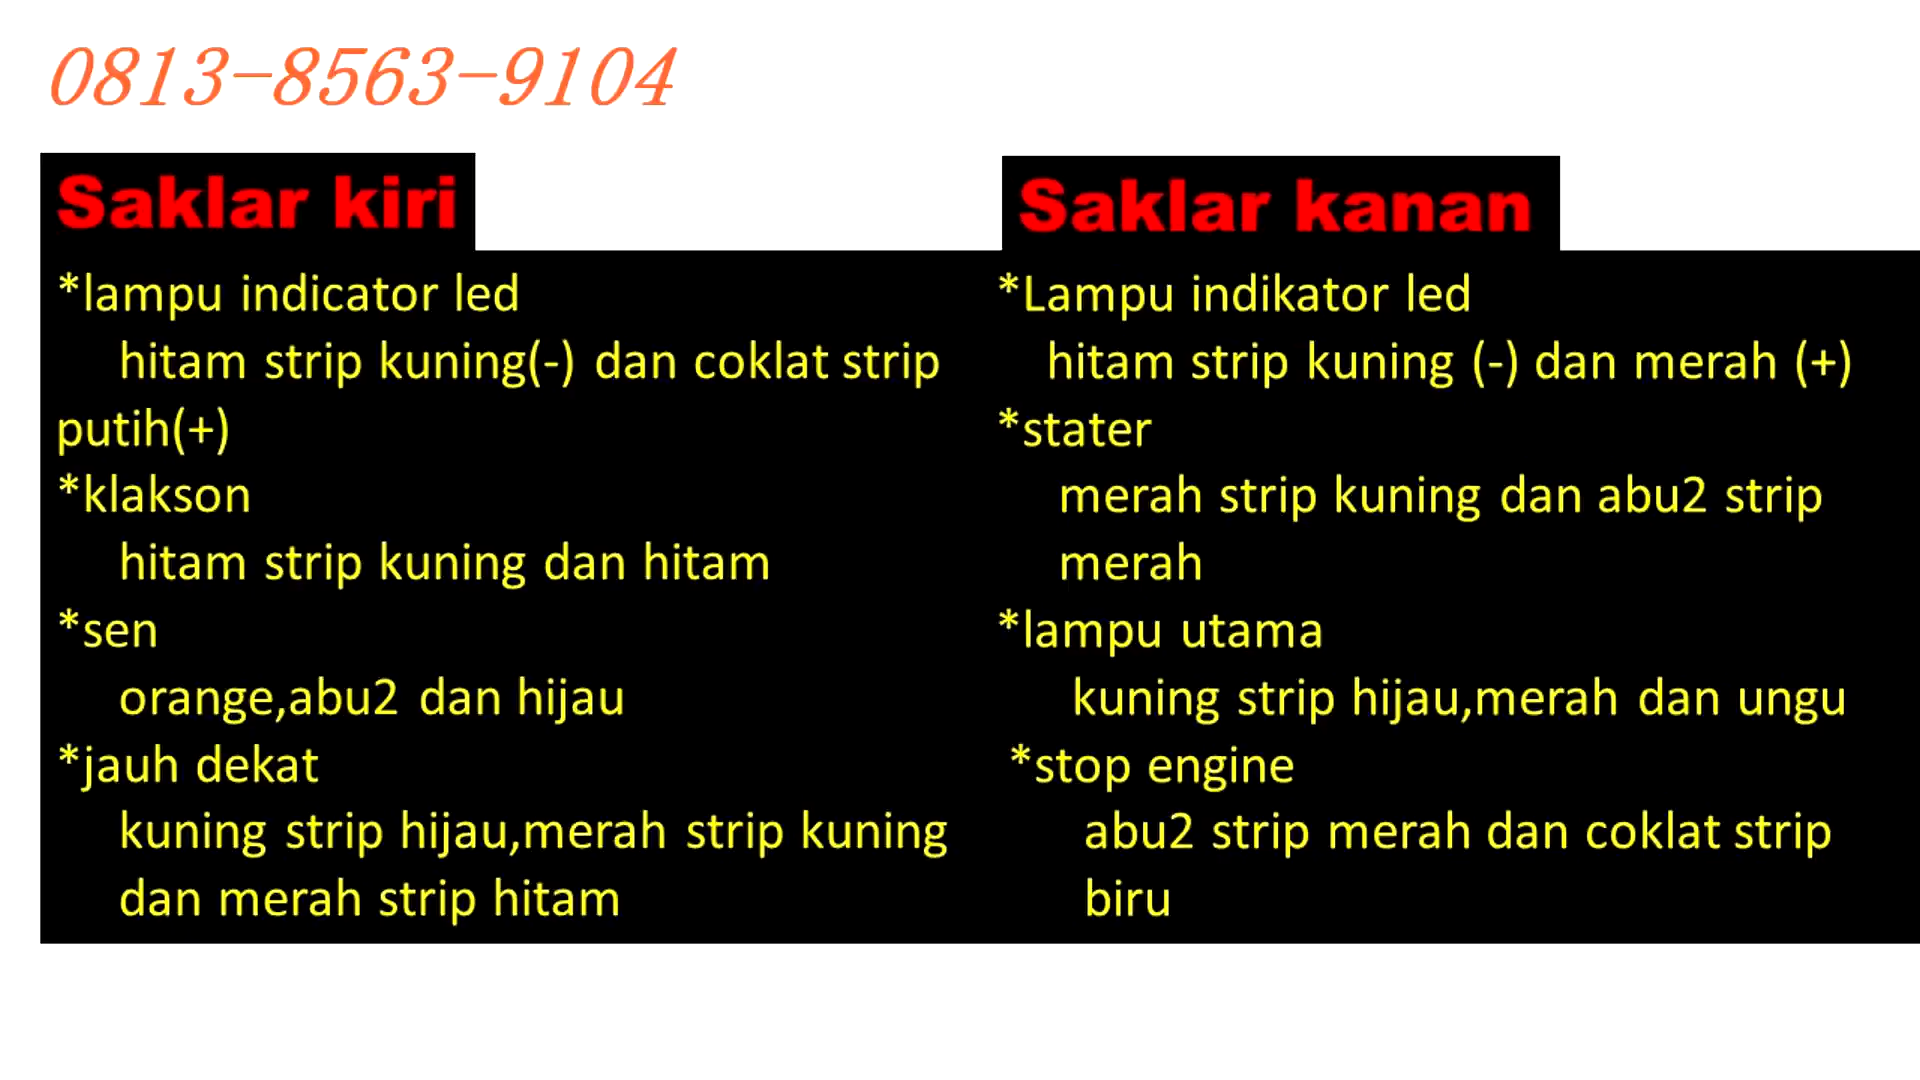 0813-8563-9104
Saklar kiri
*lampu indicator led
hitam strip kuning(-) dan coklat strip
putih(+)
*klakson
hitam strip kuning dan hitam
*sen
orange,abu2 dan hijau
*jauh dekat
kuning strip hijau,merah strip kuning
dan merah strip hitam
Saklar kanan
*Lampu indikator led
hitam strip kuning (-) dan merah (+)
*stater
merah strip kuning dan abu2 strip
merah
*lampu utama
kuning strip hijau,merah dan ungu
*stop engine
abu2 strip merah dan coklat strip
biru